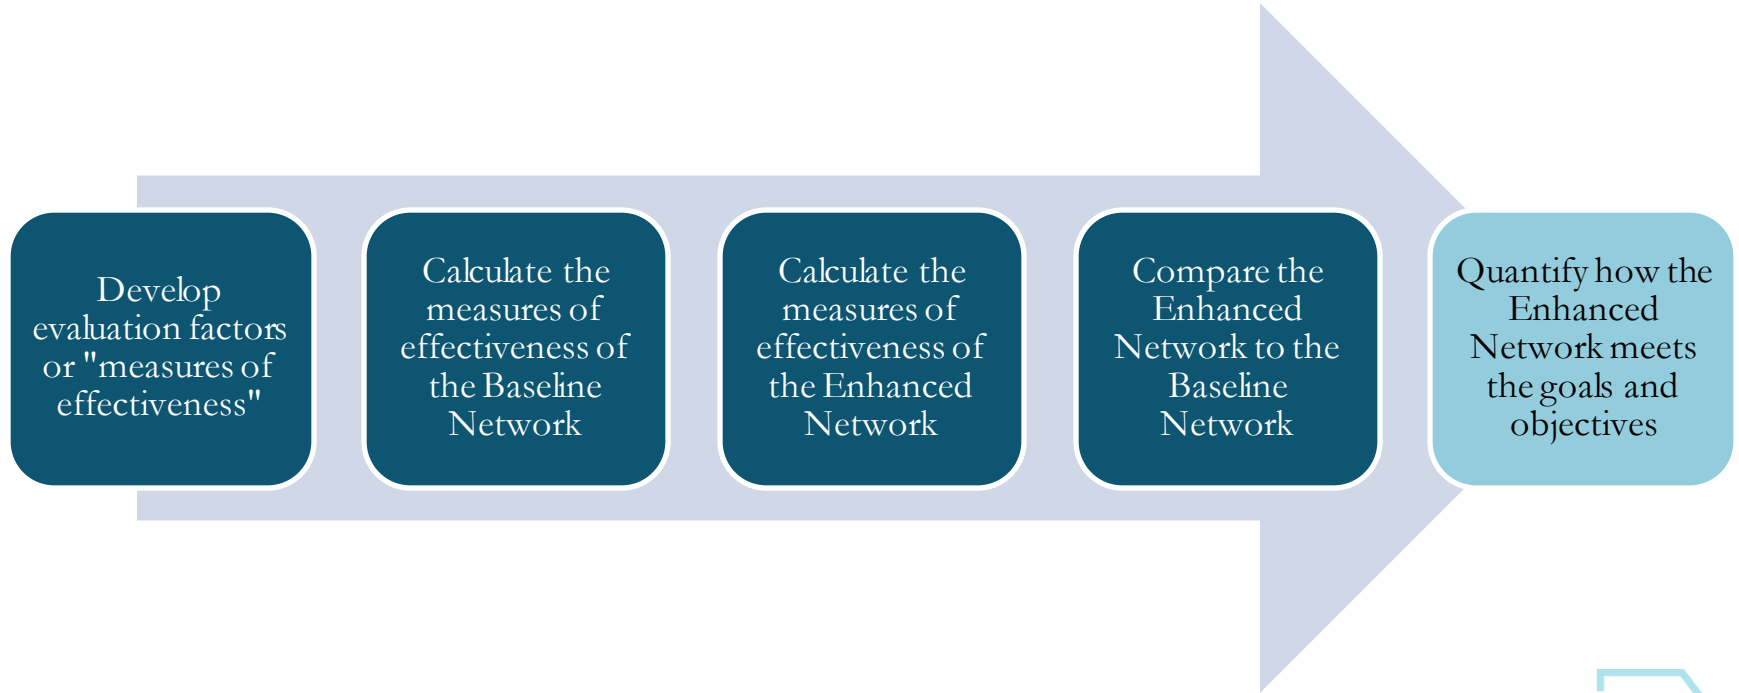 Develop
evaluation factors
or "measures of
effectiveness"
Calculate the
measures of
effectiveness of
the Baseline
Network
Calculate the
measures of
effectiveness of
the Enhanced
Network
Compare the
Enhanced
Network to the
Baseline
Network
Quantify how the
Enhanced
Network meets
the goals and
objectives